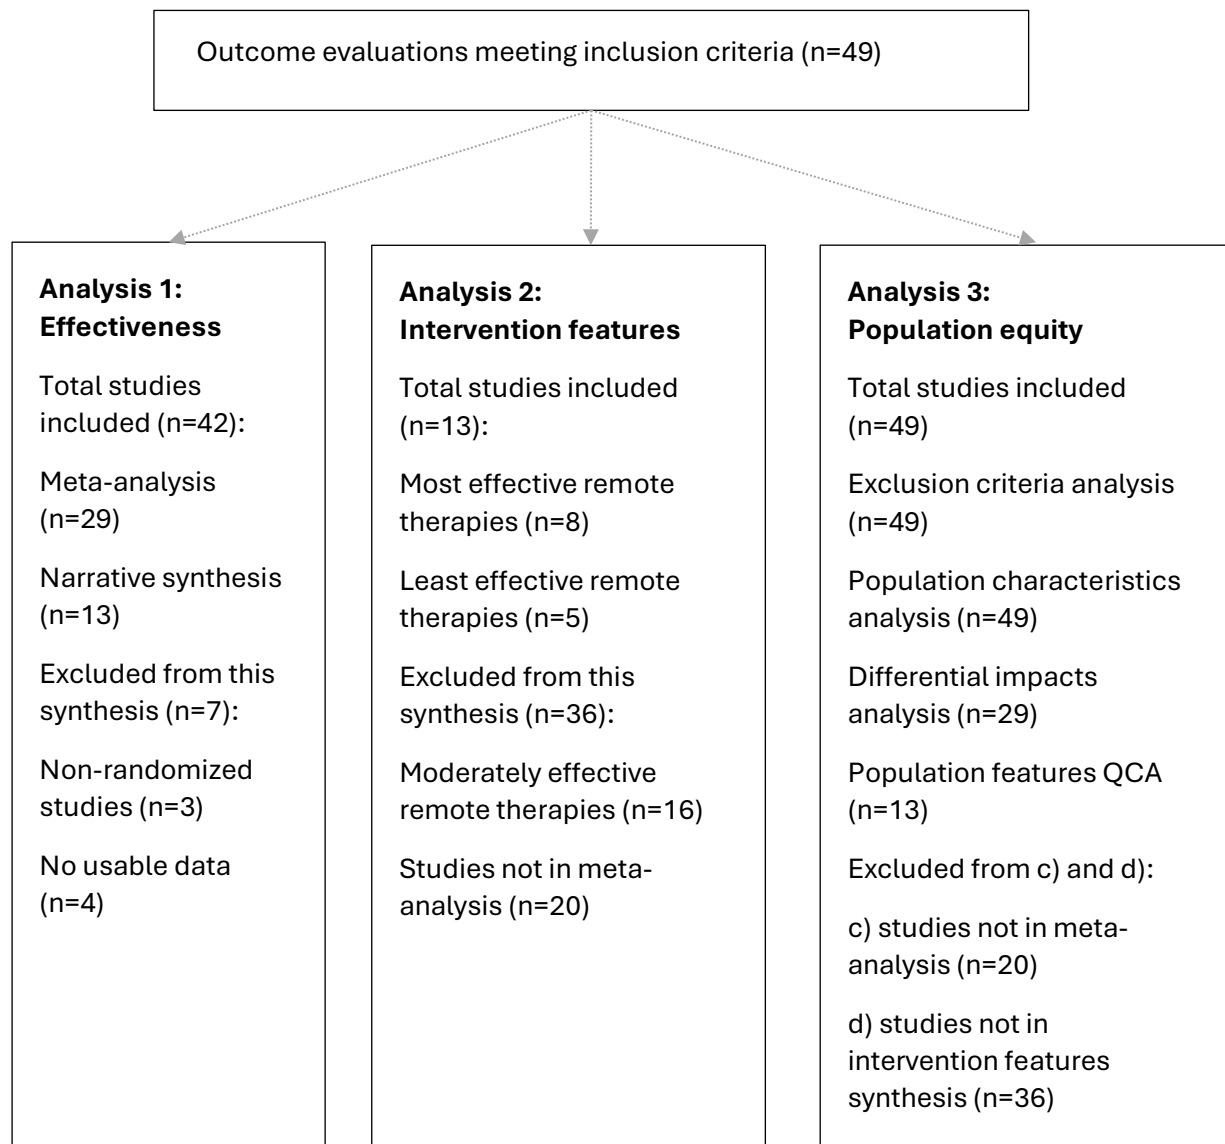 Outcome evaluations meeting inclusion criteria (n=49)
Analysis 1:
Effectiveness
Total studies
included (n=42):
Meta-analysis
(n=29)
Narrative synthesis
(n=13)
Excluded from this
synthesis (n=7):
Non-randomized
studies (n=3)
No usable data
(n=4)
Analysis 2:
Intervention features
Total studies included
(n=13):
Most effective remote
therapies (n=8)
Least effective remote
therapies (n=5)
Excluded from this
synthesis (n=36):
Moderately effective
remote therapies (n=16)
Studies not in meta-
analysis (n=20)
Analysis 3:
Population equity
Total studies included
(n=49)
Exclusion criteria analysis
(n=49)
Population characteristics
analysis (n=49)
Differential impacts
analysis (n=29)
Population features QCA
(n=13)
Excluded from c) and d):
c) studies not in meta-
analysis (n=20)
d) studies not in
intervention features
synthesis (n=36)